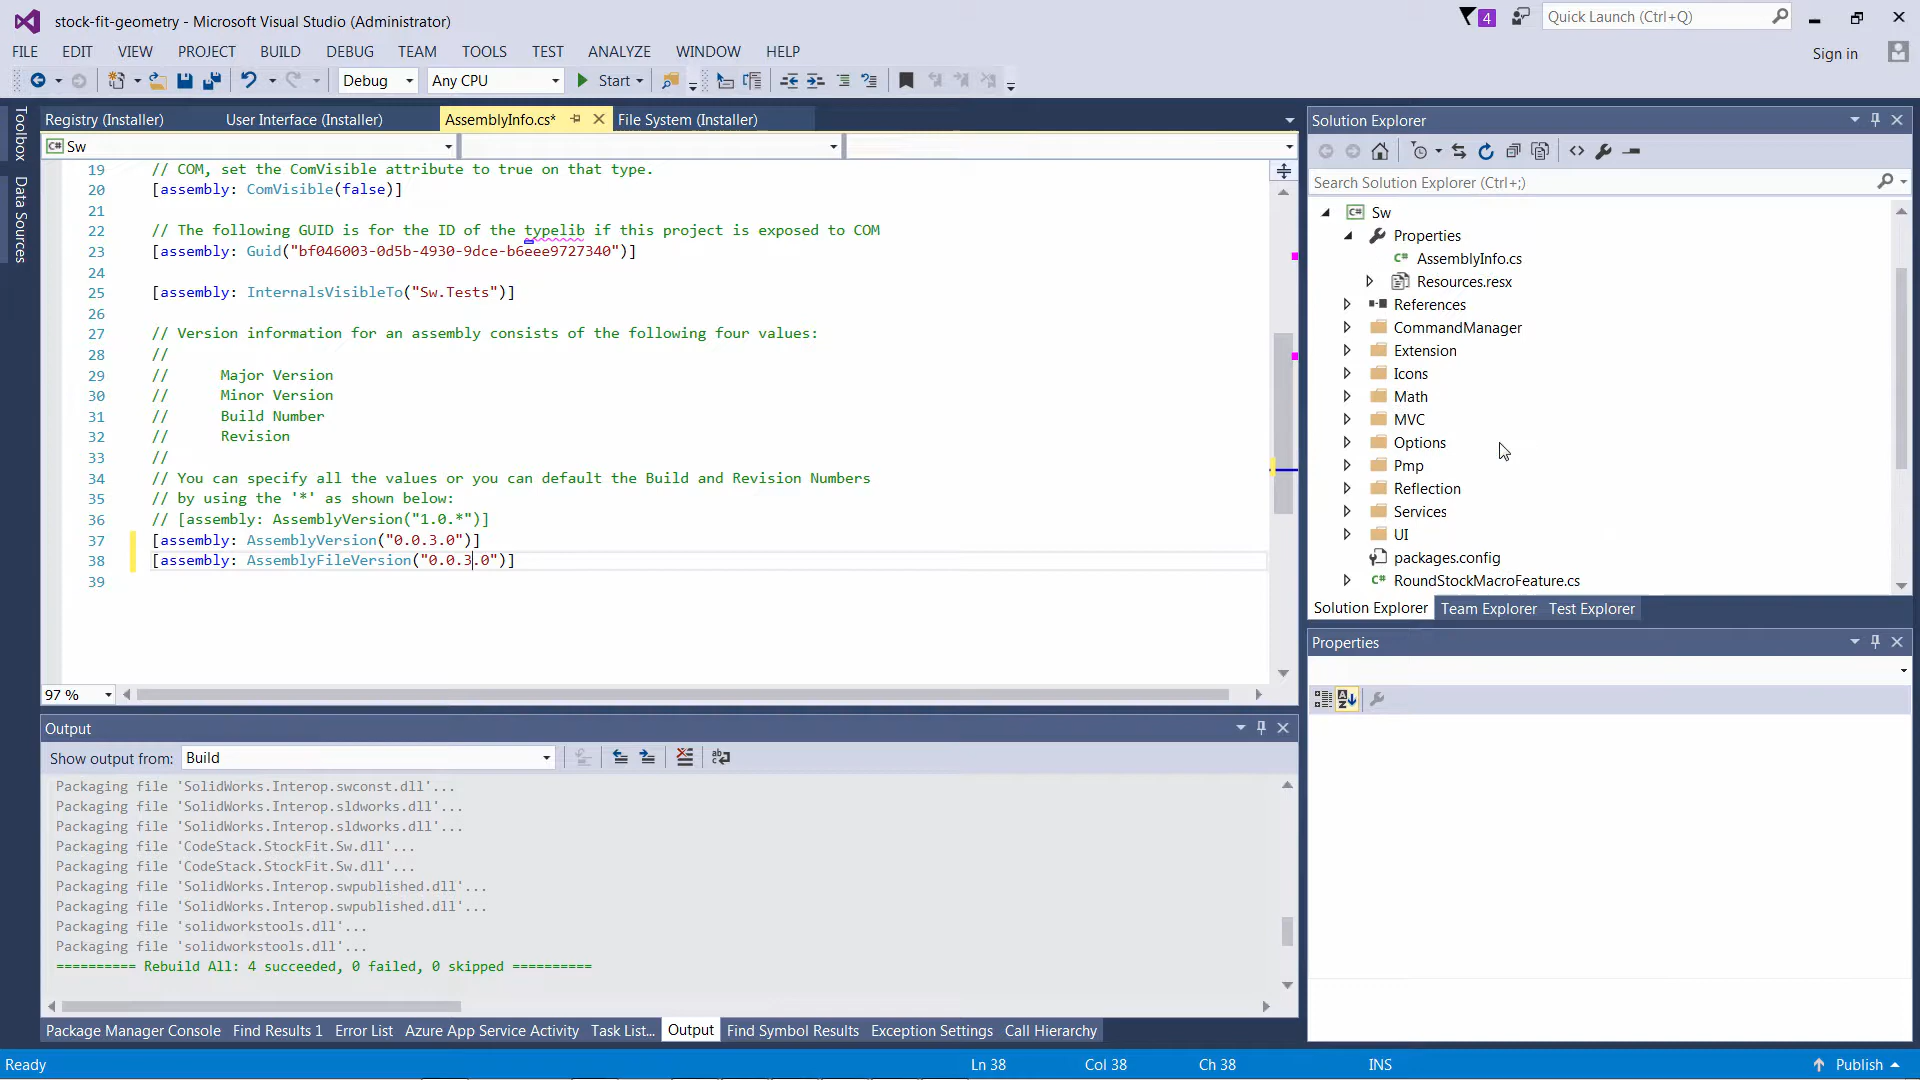 stock-fit-geometry - Microsoft Visual Studio (Administrator)
4
Quick Launch (Ctrl+Q)
FILE EDIT VIEW PROJECT BUILD DEBUG TEAM TOOLS TEST ANALYZE WINDOW HELP
Sign in
Debug Any CPU Start
Toolbox
Data Sources
Registry (Installer) User Interface (Installer) AssemblyInfo.cs* File System (Installer)
C# Sw
19 // COM, set the ComVisible attribute to true on that type.
20 [assembly: ComVisible(false)]
21
22 // The following GUID is for the ID of the typelib if this project is exposed to COM
23 [assembly: Guid("bf046003-0d5b-4930-9dce-b6eee9727340")]
24
25 [assembly: InternalsVisibleTo("Sw.Tests")]
26
27 // Version information for an assembly consists of the following four values:
28 //
29 // Major Version
30 // Minor Version
31 // Build Number
32 // Revision
33 //
34 // You can specify all the values or you can default the Build and Revision Numbers
35 // by using the '*' as shown below:
36 // [assembly: AssemblyVersion("1.0.*")]
37 [assembly: AssemblyVersion("0.0.3.0")]
38 [assembly: AssemblyFileVersion("0.0.3.0")]
39
97 %
Output
Show output from: Build
Packaging file 'SolidWorks.Interop.swconst.dll'...
Packaging file 'SolidWorks.Interop.sldworks.dll'...
Packaging file 'SolidWorks.Interop.sldworks.dll'...
Packaging file 'CodeStack.StockFit.Sw.dll'...
Packaging file 'CodeStack.StockFit.Sw.dll'...
Packaging file 'SolidWorks.Interop.swpublished.dll'...
Packaging file 'SolidWorks.Interop.swpublished.dll'...
Packaging file 'solidworkstools.dll'...
Packaging file 'solidworkstools.dll'...
========== Rebuild All: 4 succeeded, 0 failed, 0 skipped ==========
Package Manager Console Find Results 1 Error List Azure App Service Activity Task List... Output Find Symbol Results Exception Settings Call Hierarchy
Solution Explorer
Search Solution Explorer (Ctrl+;)
C# Sw
Properties
C# AssemblyInfo.cs
Resources.resx
References
CommandManager
Extension
Icons
Math
MVC
Options
Pmp
Reflection
Services
UI
packages.config
C# RoundStockMacroFeature.cs
Solution Explorer Team Explorer Test Explorer
Properties
Ready Ln 38 Col 38 Ch 38 INS Publish